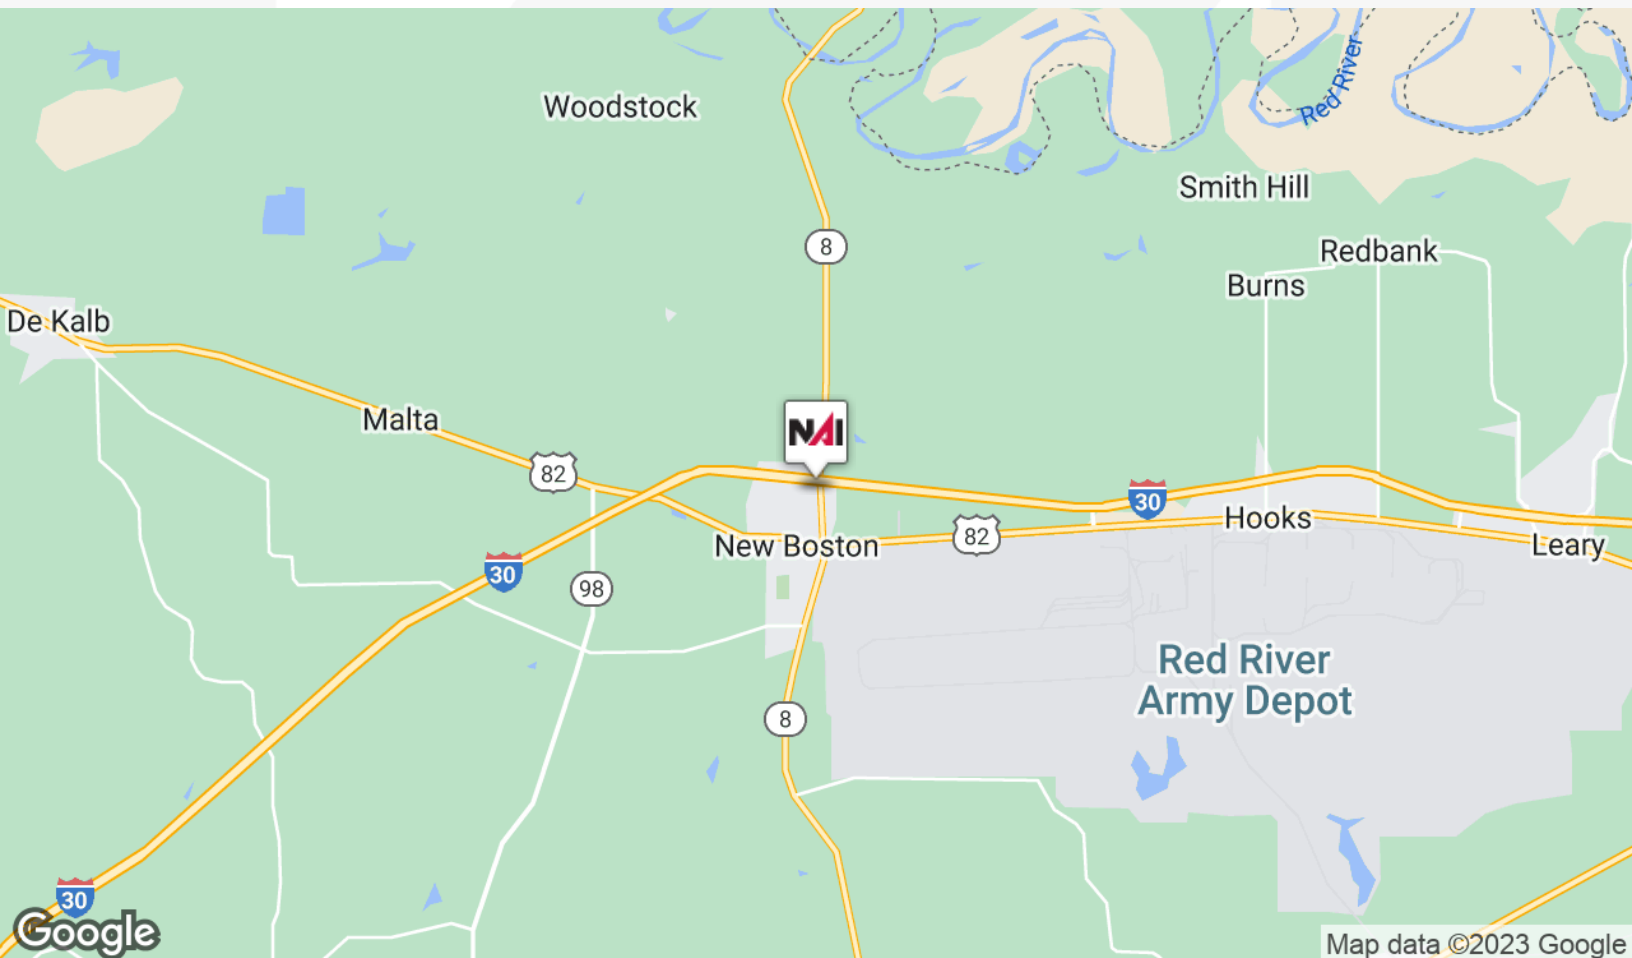 Woodstock
Red River
Smith Hill
8
Redbank
Burns
De Kalb
Malta
NAI
82
30
Hooks
82
New Boston
Leary
30
98
Red River
Army Depot
8
30
Google
Map data ©2023 Google